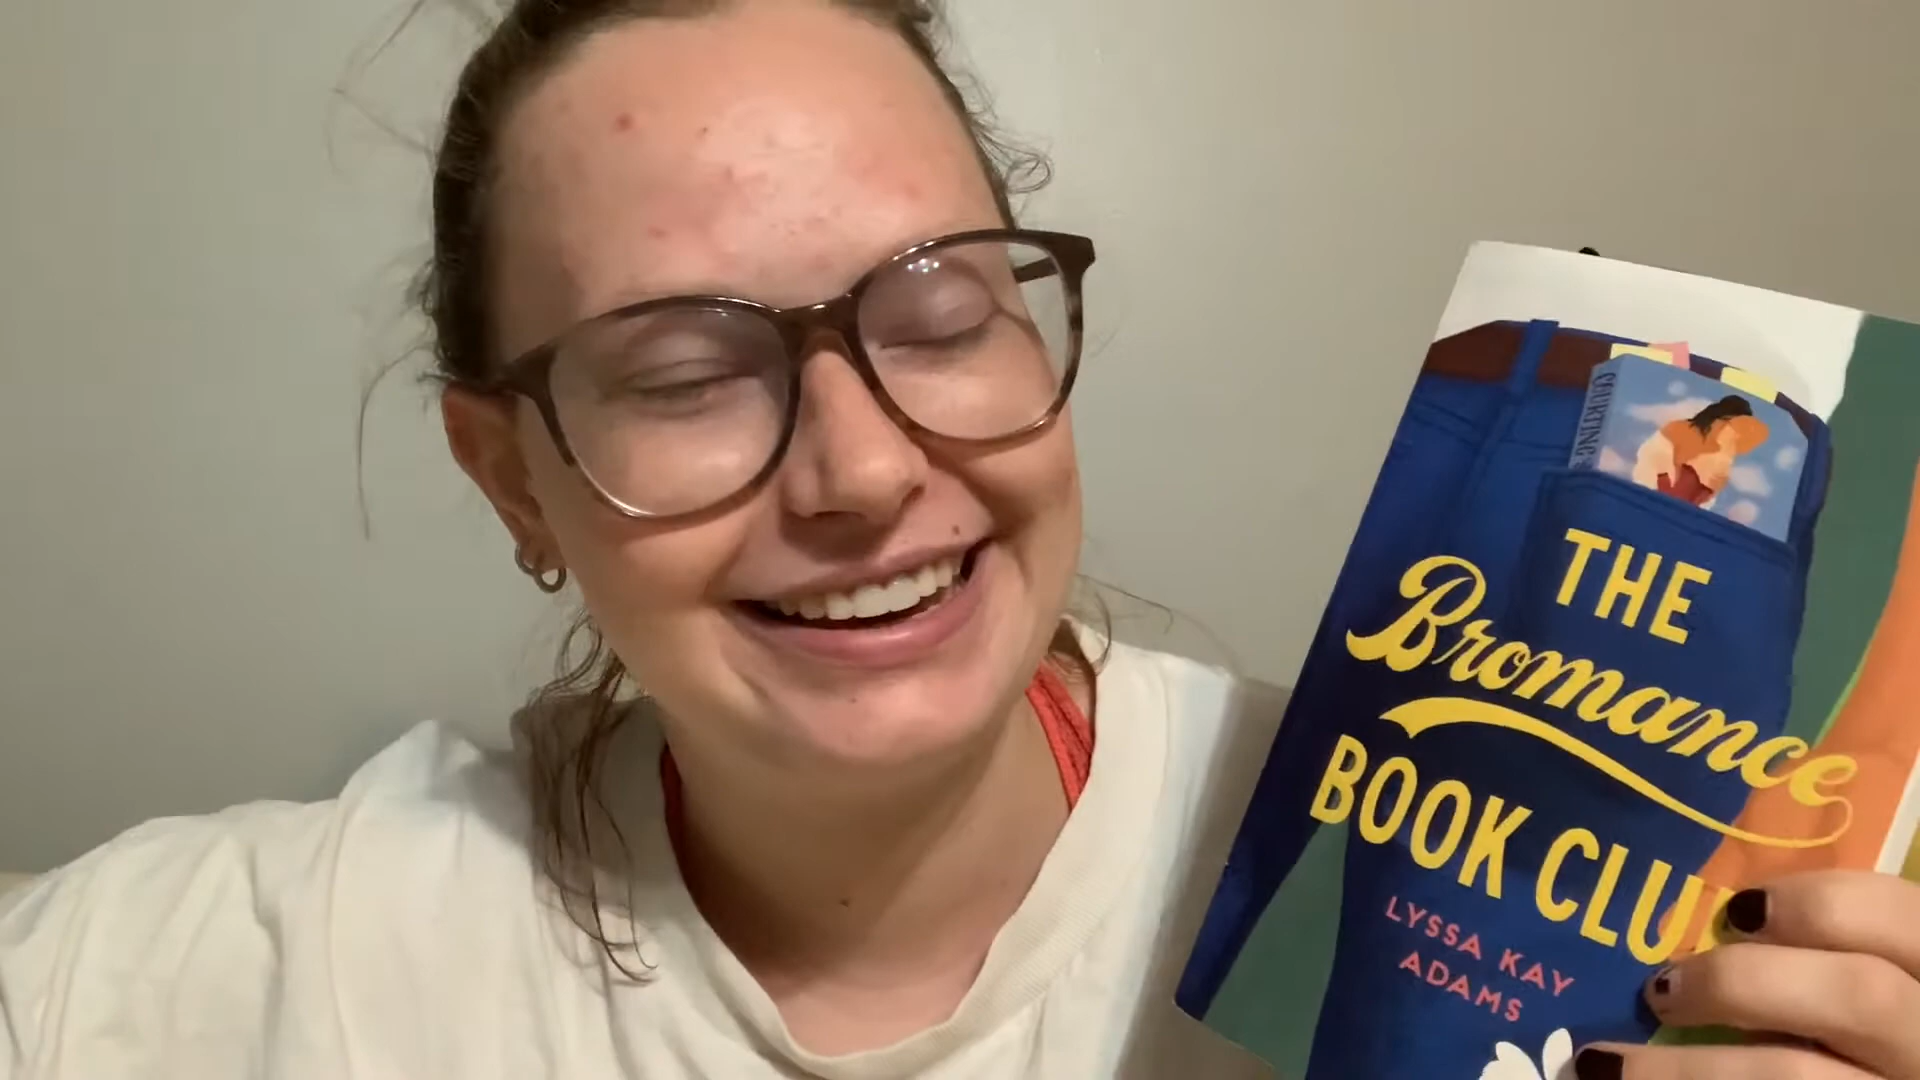 COURTING
THE
Bromance
BOOK CLU
LYSSA KAY
ADAMS